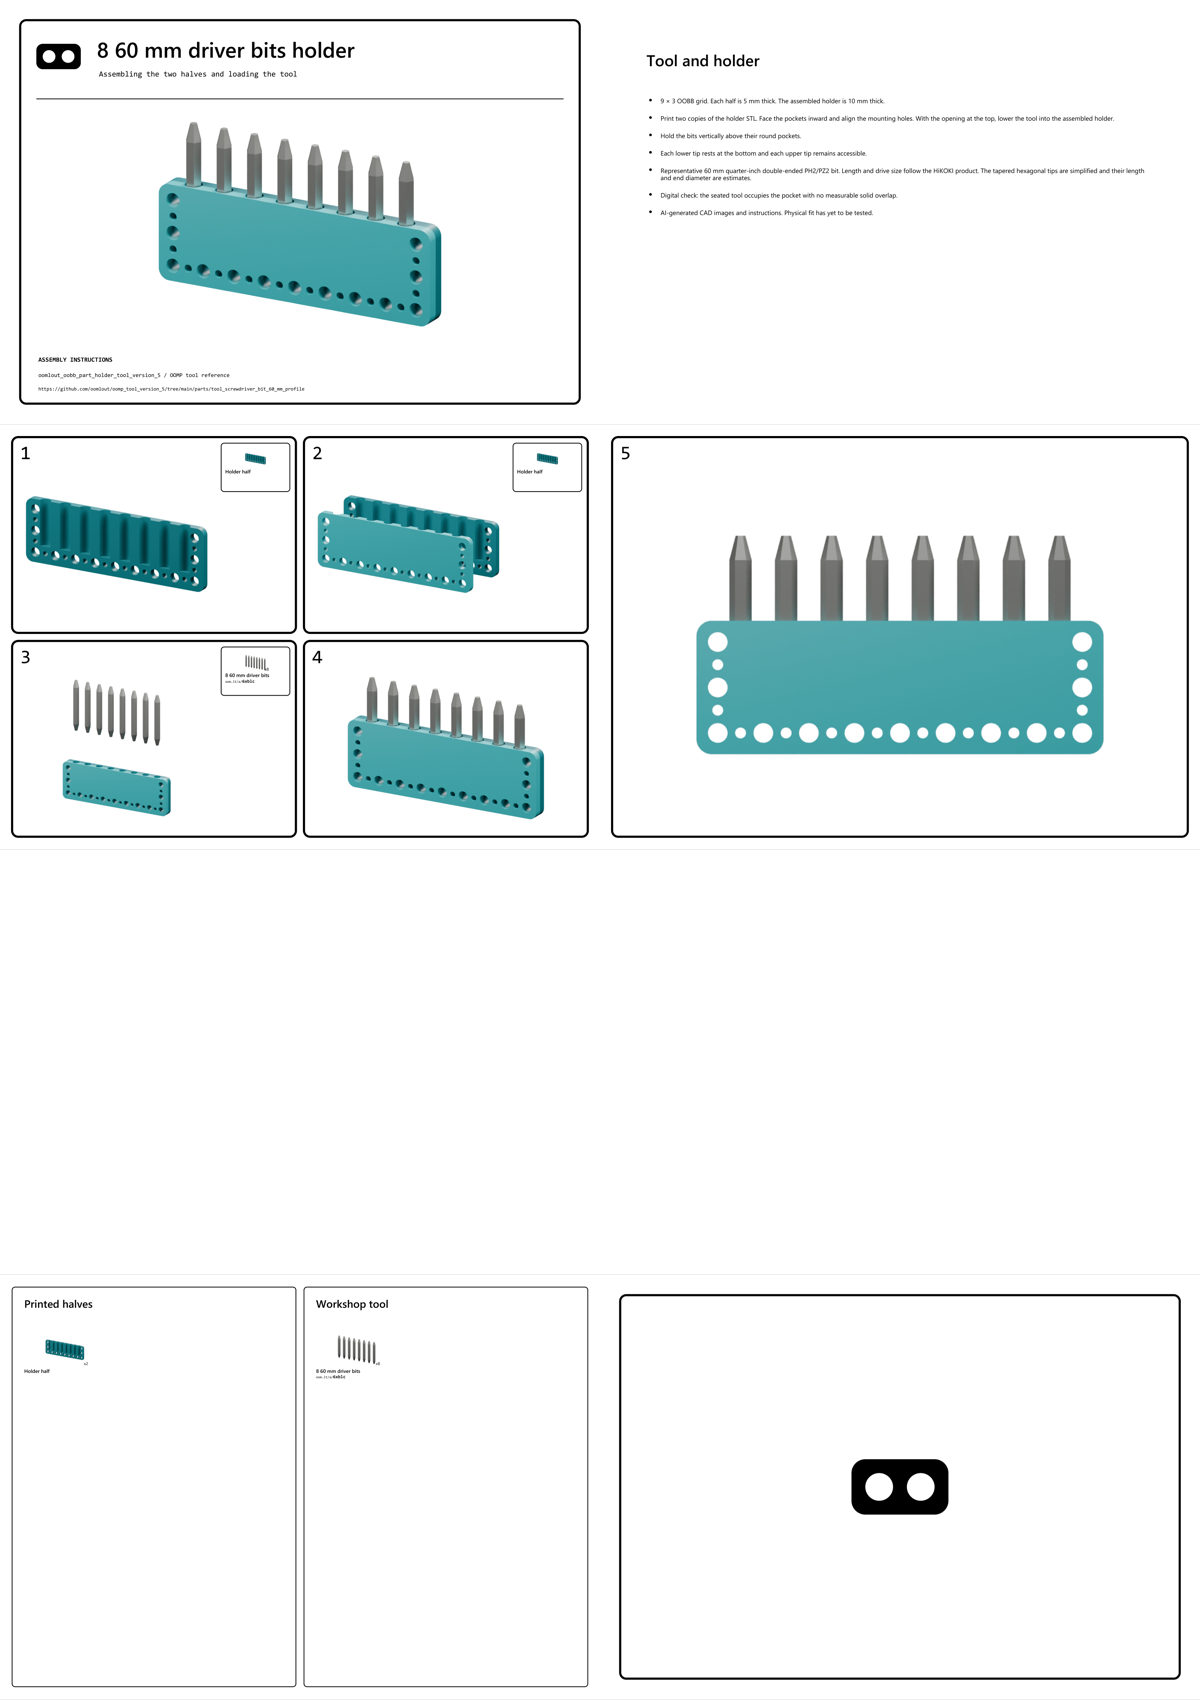 8 60 mm driver bits holder
Assembling the two halves and loading the tool
ASSEMBLY INSTRUCTIONS
oomlout_oobb_part_holder_tool_version_5 / OOMP tool reference
https://github.com/oomlout/oomp_tool_version_5/tree/main/parts/tool_screwdriver_bit_60_mm_profile
Tool and holder
• 9 × 3 OOBB grid. Each half is 5 mm thick. The assembled holder is 10 mm thick.
• Print two copies of the holder STL. Face the pockets inward and align the mounting holes. With the opening at the top, lower the tool into the assembled holder.
• Hold the bits vertically above their round pockets.
• Each lower tip rests at the bottom and each upper tip remains accessible.
• Representative 60 mm quarter-inch double-ended PH2/PZ2 bit. Length and drive size follow the HiKOKI product. The tapered hexagonal tips are simplified and their length
and end diameter are estimates.
• Digital check: the seated tool occupies the pocket with no measurable solid overlap.
• AI-generated CAD images and instructions. Physical fit has yet to be tested.
1
Holder half
2
Holder half
3
8 60 mm driver bits
4
5
Printed halves
x2
Holder half
Workshop tool
8 60 mm driver bits